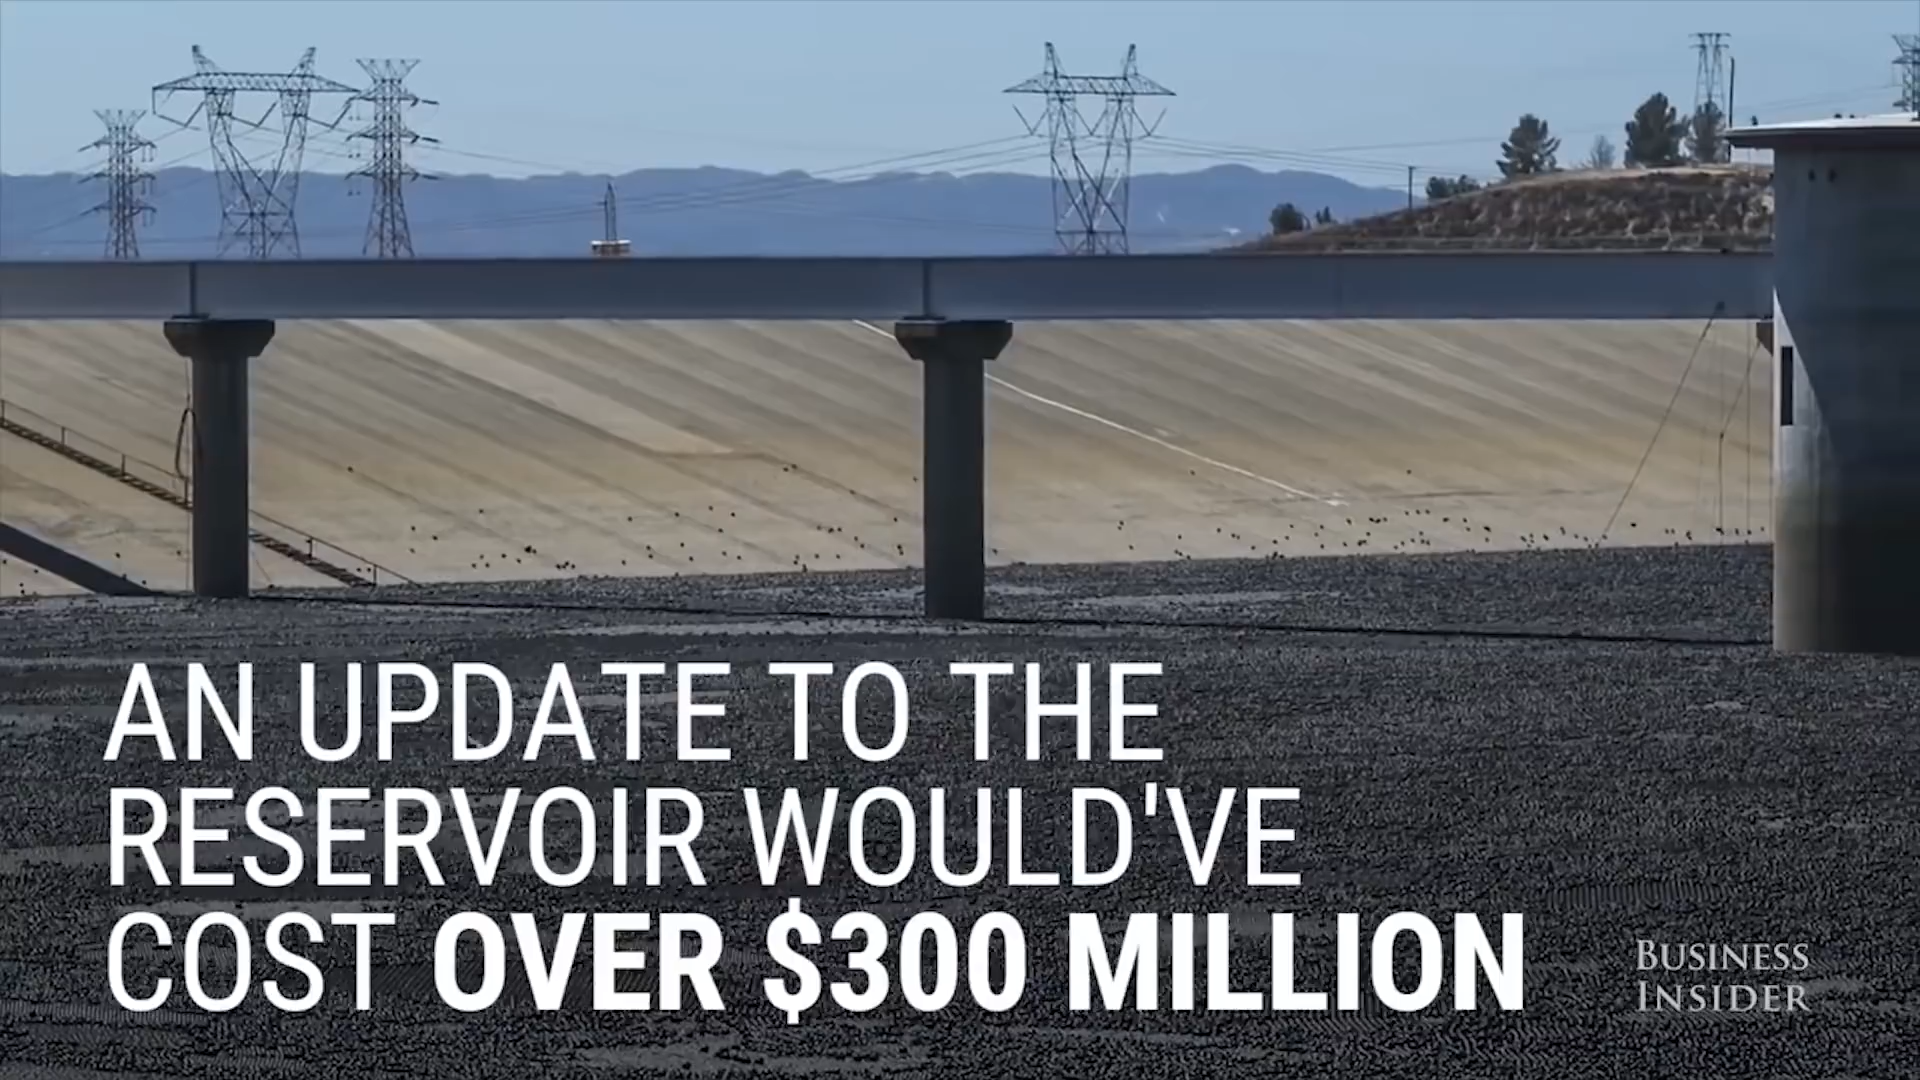 AN UPDATE TO THE
RESERVOIR WOULD'VE
COST OVER $300 MILLION
BUSINESS
INSIDER